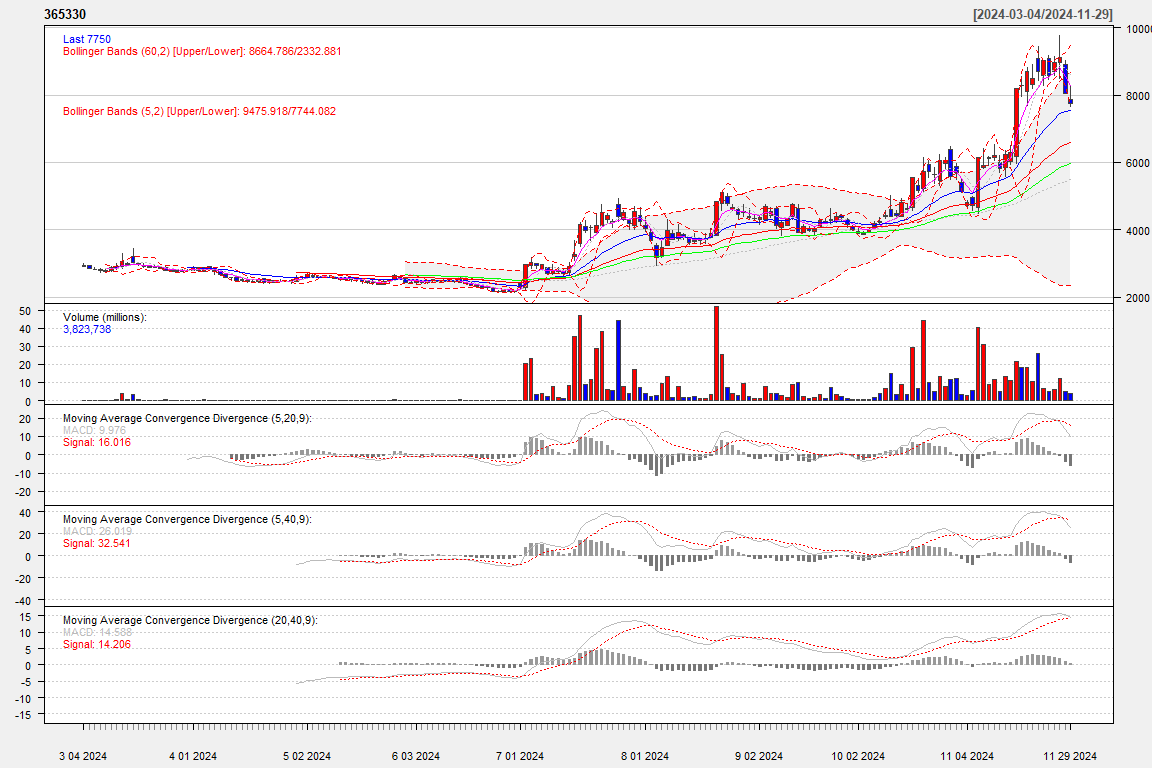 365330 [2024-03-04/2024-11-29]
Last 7750
Bollinger Bands (60,2) [Upper/Lower]: 8664.786/2332.881
Bollinger Bands (5,2) [Upper/Lower]: 9475.918/7744.082
10000
8000
6000
4000
2000
Volume (millions):
3,823,738
50
40
30
20
10
0
Moving Average Convergence Divergence (5,20,9):
MACD: 9.976
Signal: 16.016
20
10
0
-10
-20
Moving Average Convergence Divergence (5,40,9):
MACD: 26.019
Signal: 32.541
40
20
0
-20
-40
Moving Average Convergence Divergence (20,40,9):
MACD: 14.588
Signal: 14.206
15
10
5
0
-5
-10
-15
3 04 2024 4 01 2024 5 02 2024 6 03 2024 7 01 2024 8 01 2024 9 02 2024 10 02 2024 11 04 2024 11 29 2024